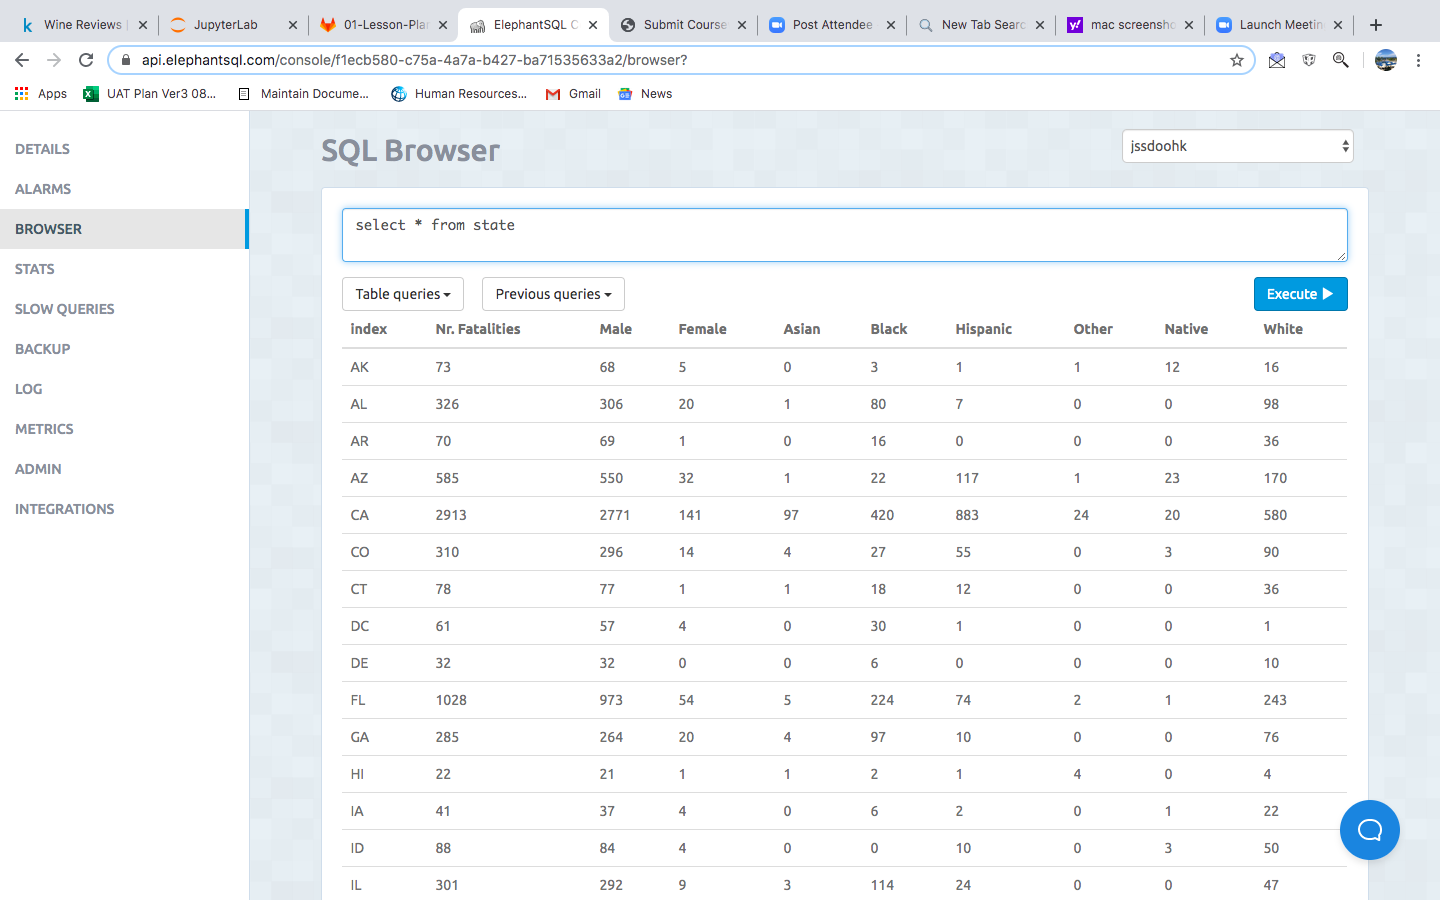 Wine Reviews
JupyterLab
01-Lesson-Plan
ElephantSQL C
Submit Course
Post Attendee
New Tab Searc
mac screensho
Launch Meetin
api.elephantsql.com/console/f1ecb580-c75a-4a7a-b427-ba71535633a2/browser?
Apps
UAT Plan Ver3 08...
Maintain Docume...
Human Resources...
Gmail
News
DETAILS
ALARMS
BROWSER
STATS
SLOW QUERIES
BACKUP
LOG
METRICS
ADMIN
INTEGRATIONS
SQL Browser
jssdoohk
select * from state
Table queries
Previous queries
Execute
index Nr. Fatalities Male Female Asian Black Hispanic Other Native White
AK 73 68 5 0 3 1 1 12 16
AL 326 306 20 1 80 7 0 0 98
AR 70 69 1 0 16 0 0 0 36
AZ 585 550 32 1 22 117 1 23 170
CA 2913 2771 141 97 420 883 24 20 580
CO 310 296 14 4 27 55 0 3 90
CT 78 77 1 1 18 12 0 0 36
DC 61 57 4 0 30 1 0 0 1
DE 32 32 0 0 6 0 0 0 10
FL 1028 973 54 5 224 74 2 1 243
GA 285 264 20 4 97 10 0 0 76
HI 22 21 1 1 2 1 4 0 4
IA 41 37 4 0 6 2 0 1 22
ID 88 84 4 0 0 10 0 3 50
IL 301 292 9 3 114 24 0 0 47